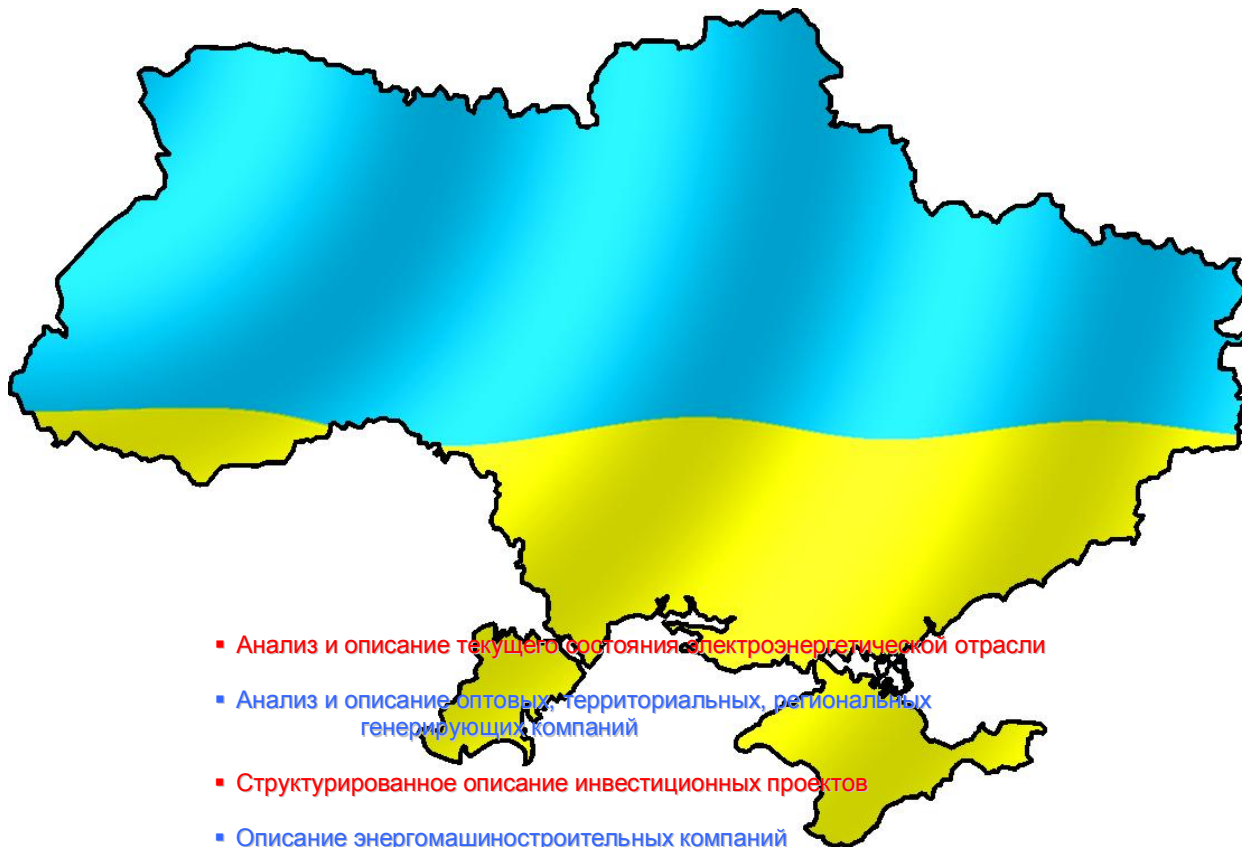 ▪ Анализ и описание текущего состояния электроэнергетической отрасли
▪ Анализ и описание оптовых, территориальных, региональных
генерирующих компаний
▪ Структурированное описание инвестиционных проектов
▪ Описание энергомашиностроительных компаний